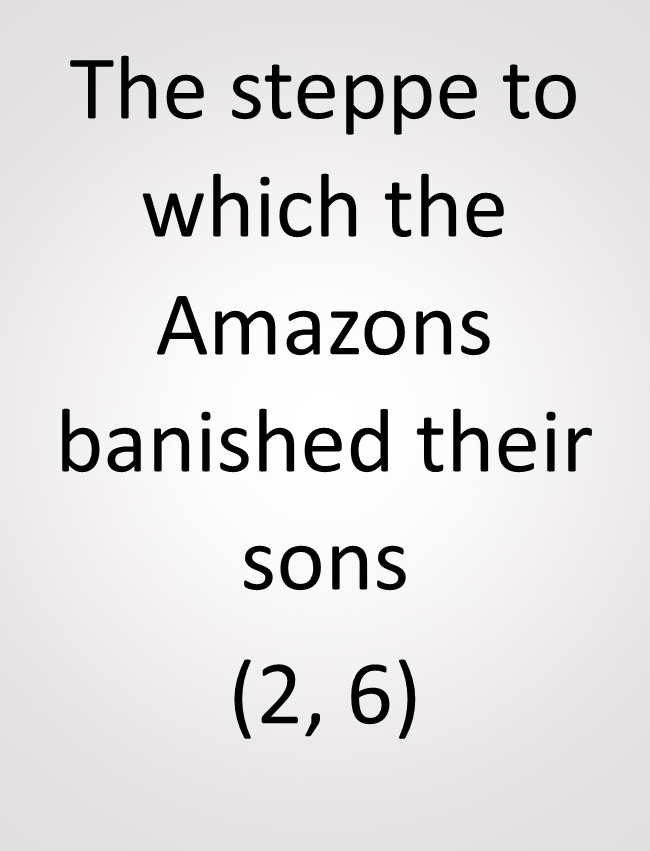 The steppe to
which the
Amazons
banished their
sons
(2, 6)